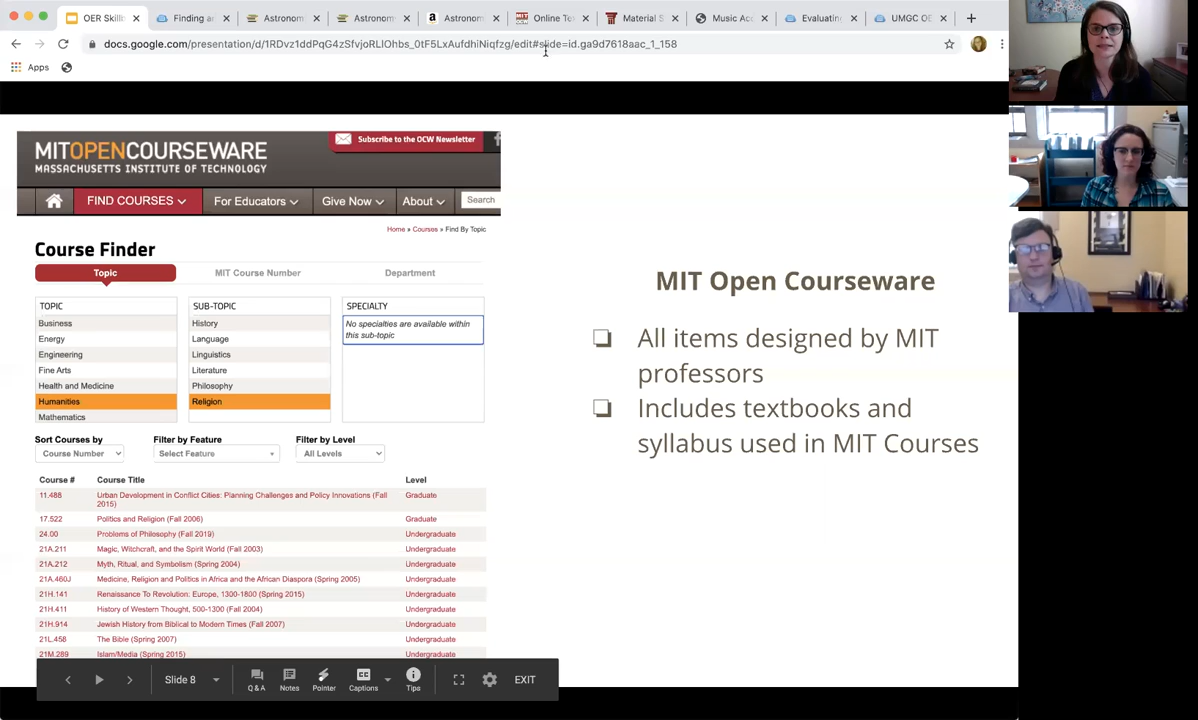 OER Skills
Finding a
Astronom
Astronom
Astronom
Online Te
Material S
Music Ac
Evaluatin
UMGC OE
docs.google.com/presentation/d/1RDvz1ddPqG4zSfvjoRLIOhbs_0tF5LxAufdhiNiqfzg/edit#slide=id.ga9d7618aac_1_158
Apps
MITOPENCOURSEWARE
MASSACHUSETTS INSTITUTE OF TECHNOLOGY
Subscribe to the OCW Newsletter
FIND COURSES For Educators Give Now About Search
Home » Courses » Find By Topic
Course Finder
Topic MIT Course Number Department
TOPIC SUB-TOPIC SPECIALTY
Business History No specialties are available within
Energy Language this sub-topic
Engineering Linguistics
Fine Arts Literature
Health and Medicine Philosophy
Humanities Religion
Mathematics
Sort Courses by Filter by Feature Filter by Level
Course Number Select Feature All Levels
Course # Course Title Level
11.488 Urban Development in Conflict Cities: Planning Challenges and Policy Innovations (Fall Graduate
2015)
17.522 Politics and Religion (Fall 2006) Graduate
24.00 Problems of Philosophy (Fall 2019) Undergraduate
21A.211 Magic, Witchcraft, and the Spirit World (Fall 2003) Undergraduate
21A.212 Myth, Ritual, and Symbolism (Spring 2004) Undergraduate
21A.460J Medicine, Religion and Politics in Africa and the African Diaspora (Spring 2005) Undergraduate
21H.141 Renaissance To Revolution: Europe, 1300-1800 (Spring 2015) Undergraduate
21H.411 History of Western Thought, 500-1300 (Fall 2004) Undergraduate
21H.914 Jewish History from Biblical to Modern Times (Fall 2007) Undergraduate
21L.458 The Bible (Spring 2007) Undergraduate
21M.289 Islam/Media (Spring 2015) Undergraduate
MIT Open Courseware
All items designed by MIT
professors
Includes textbooks and
syllabus used in MIT Courses
Slide 8 Q & A Notes Pointer Captions Tips EXIT